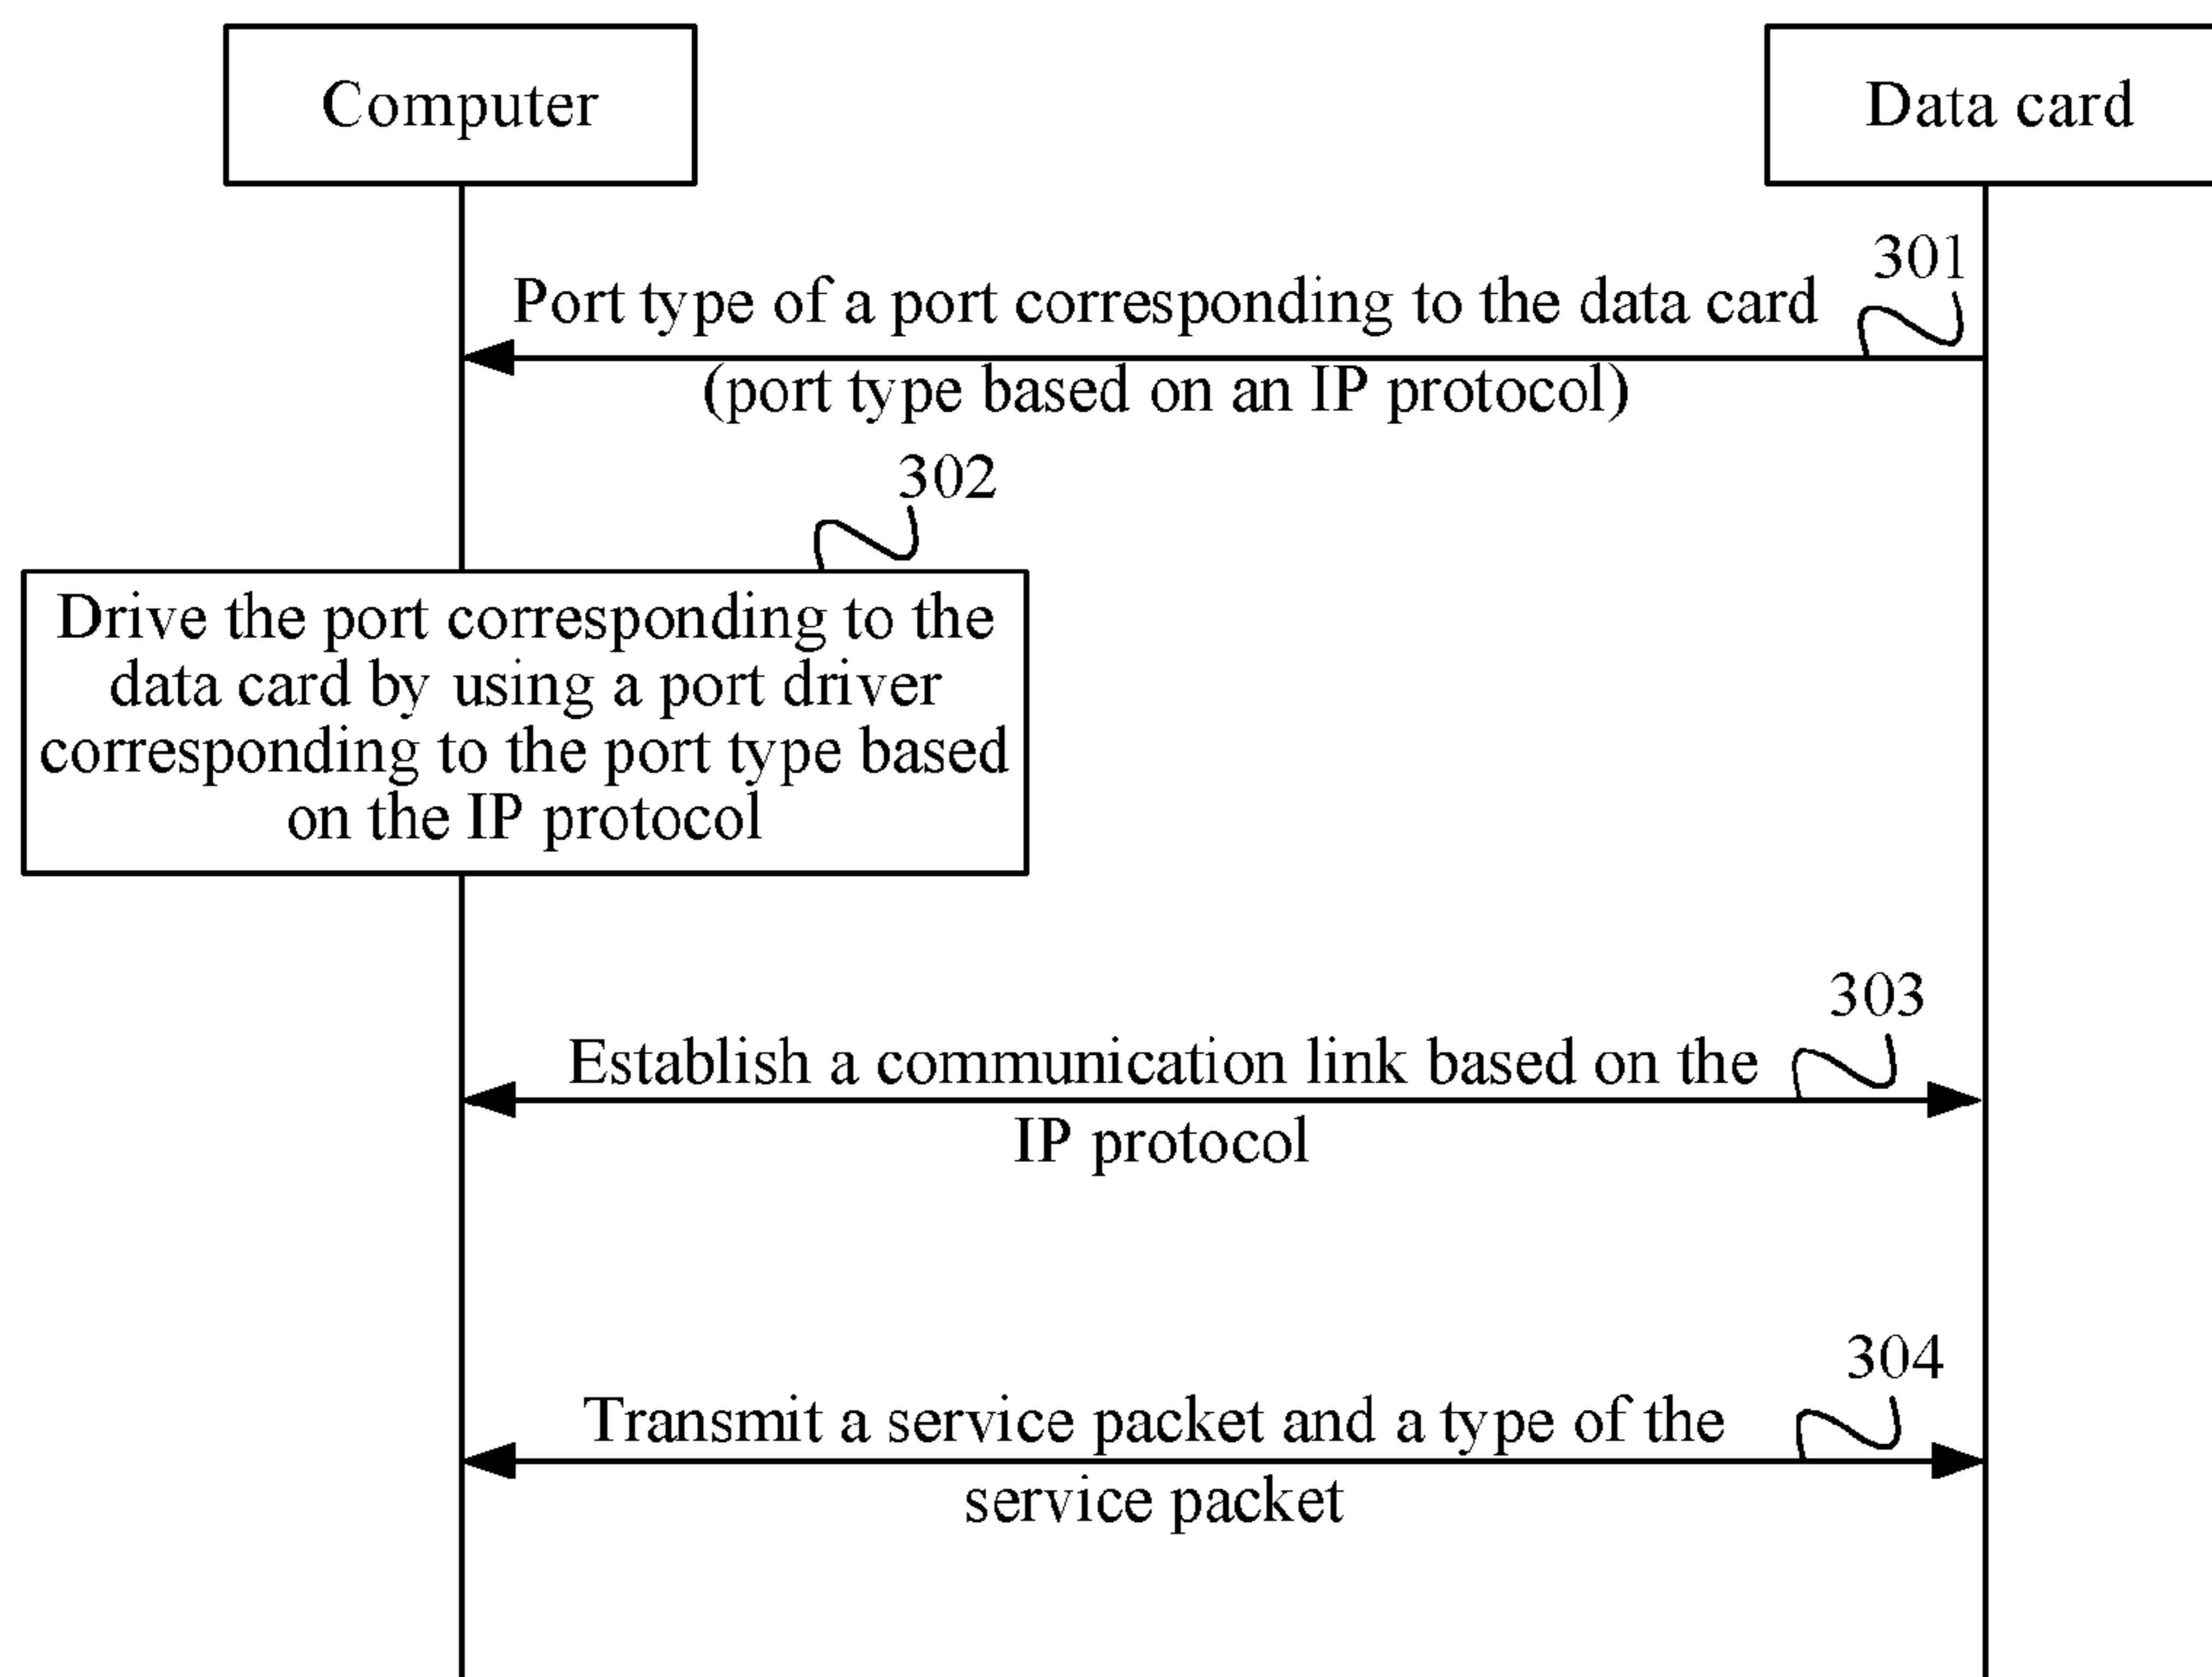 Computer
Data card
301
Port type of a port corresponding to the data card
(port type based on an IP protocol)
302
Drive the port corresponding to the
data card by using a port driver
corresponding to the port type based
on the IP protocol
303
Establish a communication link based on the
IP protocol
304
Transmit a service packet and a type of the
service packet